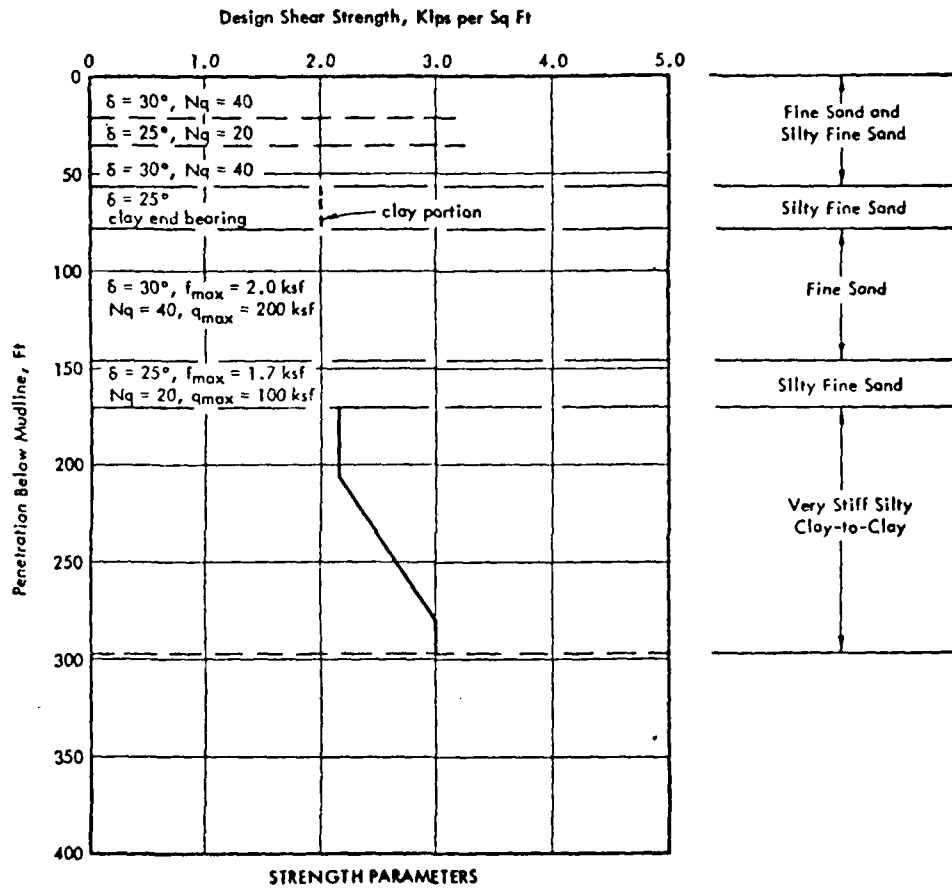 Design Shear Strength, Kips per Sq Ft
0 1.0 2.0 3.0 4.0 5.0
0
50
100
150
200
250
300
350
400
Penetration Below Mudline, Ft
δ = 30°, Nq = 40
δ = 25°, Nq = 20
δ = 30°, Nq = 40
δ = 25°
clay end bearing
clay portion
δ = 30°, fmax = 2.0 ksf
Nq = 40, qmax = 200 ksf
δ = 25°, fmax = 1.7 ksf
Nq = 20, qmax = 100 ksf
Fine Sand and
Silty Fine Sand
Silty Fine Sand
Fine Sand
Silty Fine Sand
Very Stiff Silty
Clay-to-Clay
STRENGTH PARAMETERS